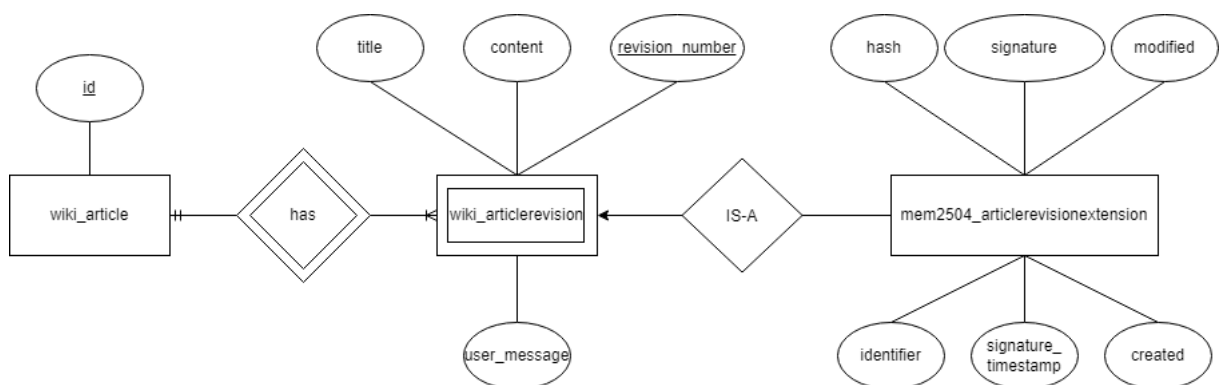 title
content
revision_number
hash
signature
modified
id
wiki_article
has
wiki_articlerevision
IS-A
mem2504_articlerevisionextension
user_message
identifier
signature_
timestamp
created